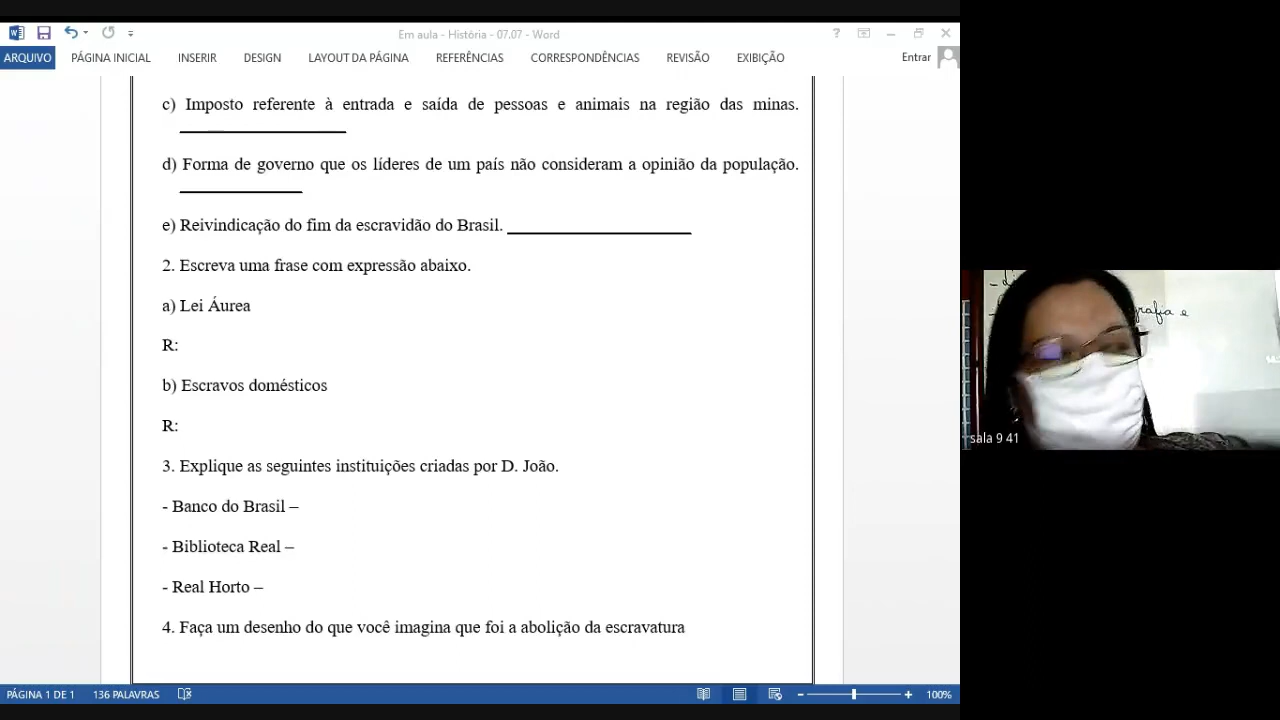 Em aula - História - 07.07 - Word
ARQUIVO PÁGINA INICIAL INSERIR DESIGN LAYOUT DA PÁGINA REFERÊNCIAS CORRESPONDÊNCIAS REVISÃO EXIBIÇÃO Entrar
c) Imposto referente à entrada e saída de pessoas e animais na região das minas.
d) Forma de governo que os líderes de um país não consideram a opinião da população.
e) Reivindicação do fim da escravidão do Brasil.
2. Escreva uma frase com expressão abaixo.
a) Lei Áurea
R:
b) Escravos domésticos
R:
3. Explique as seguintes instituições criadas por D. João.
- Banco do Brasil –
- Biblioteca Real –
- Real Horto –
4. Faça um desenho do que você imagina que foi a abolição da escravatura
PÁGINA 1 DE 1 136 PALAVRAS 100%
sala 9 41